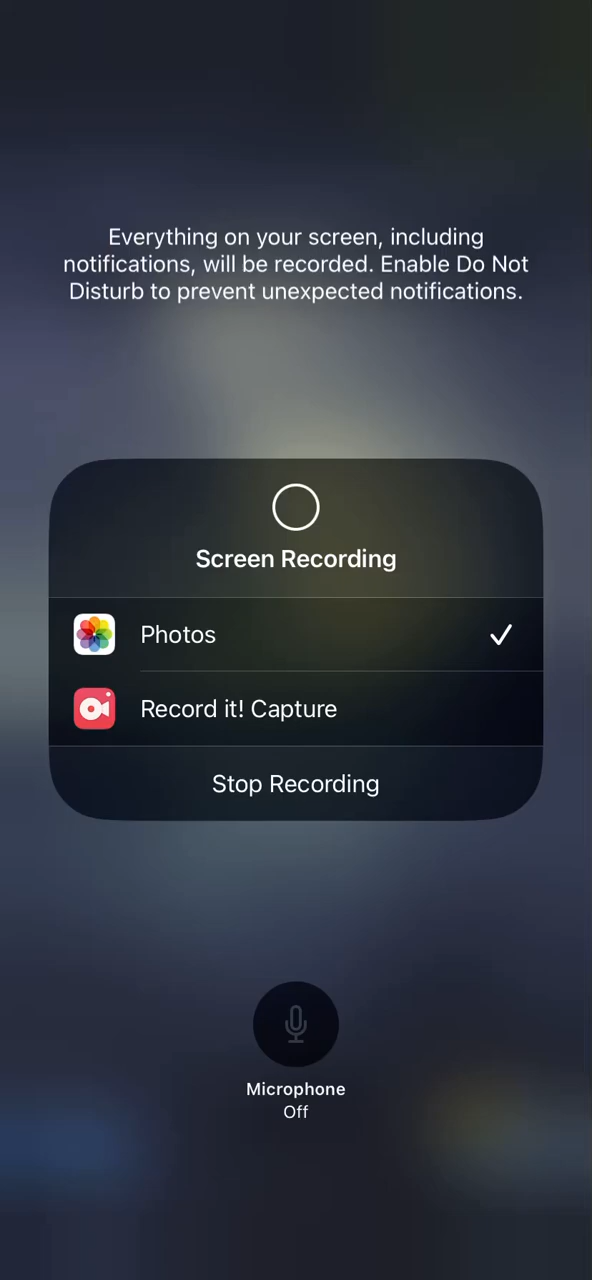 Everything on your screen, including
notifications, will be recorded. Enable Do Not
Disturb to prevent unexpected notifications.
Screen Recording
Photos
Record it! Capture
Stop Recording
Microphone
Off